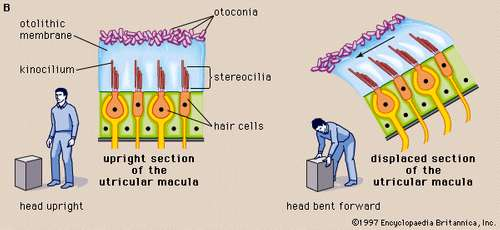 B
otoconia
otolithic
membrane
kinocilium
stereocilia
hair cells
upright section
of the
utricular macula
head upright
displaced section
of the
utricular macula
head bent forward
©1997 Encyclopaedia Britannica, Inc.